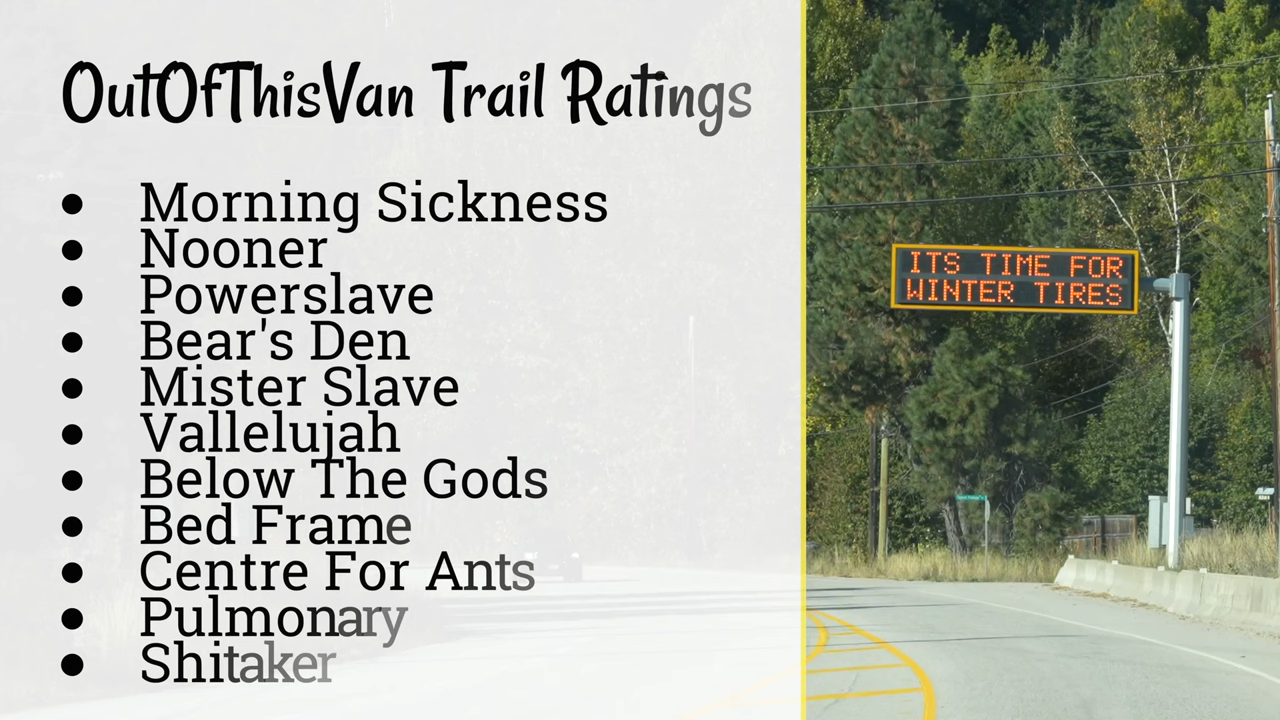 OutOfThisVan Trail Ratings
Morning Sickness
Nooner
Powerslave
Bear's Den
Mister Slave
Vallelujah
Below The Gods
Bed Frame
Centre For Ants
Pulmonary
Shitaker
ITS TIME FOR
WINTER TIRES